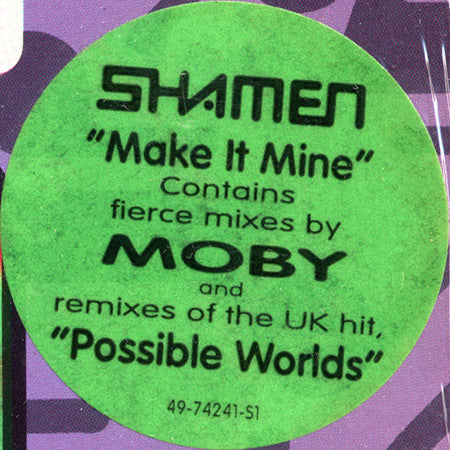 SHAMEN
"Make It Mine"
Contains
fierce mixes by
MOBY
and
remixes of the UK hit,
"Possible Worlds"
49-74241-S1